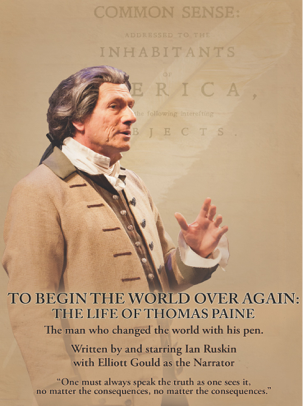 COMMON SENSE:
ADDRESSED TO THE
INHABITANTS
OF
ERICA,
following
BJECTS.
TO BEGIN THE WORLD OVER AGAIN:
THE LIFE OF THOMAS PAINE
The man who changed the world with his pen.
Written by and starring Ian Ruskin
with Elliott Gould as the Narrator
"One must always speak the truth as one sees it,
no matter the consequences, no matter the consequences."